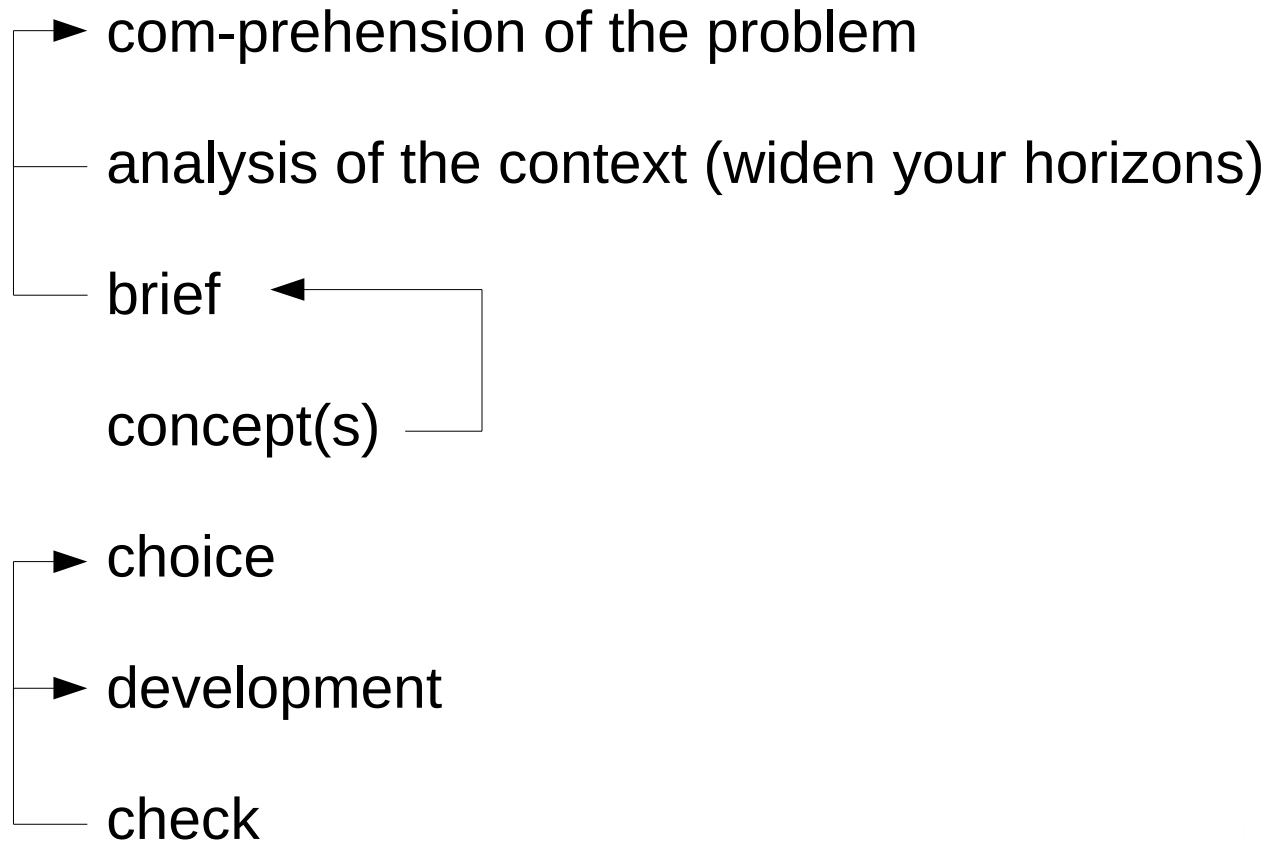 com-prehension of the problem
analysis of the context (widen your horizons)
brief
concept(s)
choice
development
check